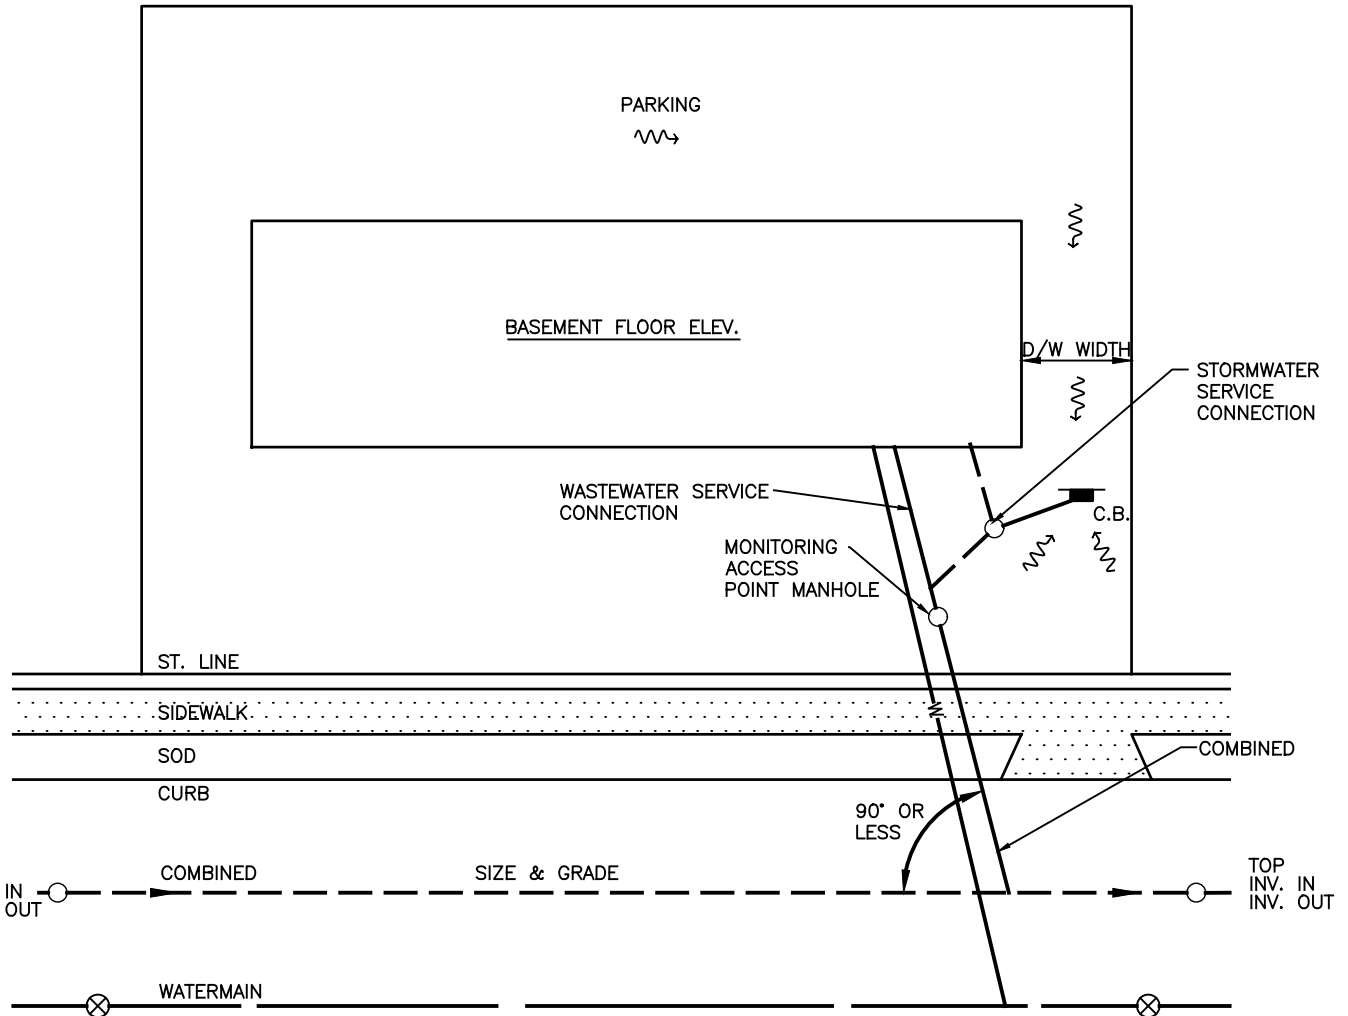 PARKING
BASEMENT FLOOR ELEV.
D/W WIDTH
STORMWATER
SERVICE
CONNECTION
WASTEWATER SERVICE
CONNECTION
C.B.
MONITORING
ACCESS
POINT MANHOLE
ST. LINE
SIDEWALK
SOD
COMBINED
CURB
90° OR
LESS
COMBINED
SIZE & GRADE
IN
OUT
TOP
INV. IN
INV. OUT
WATERMAIN